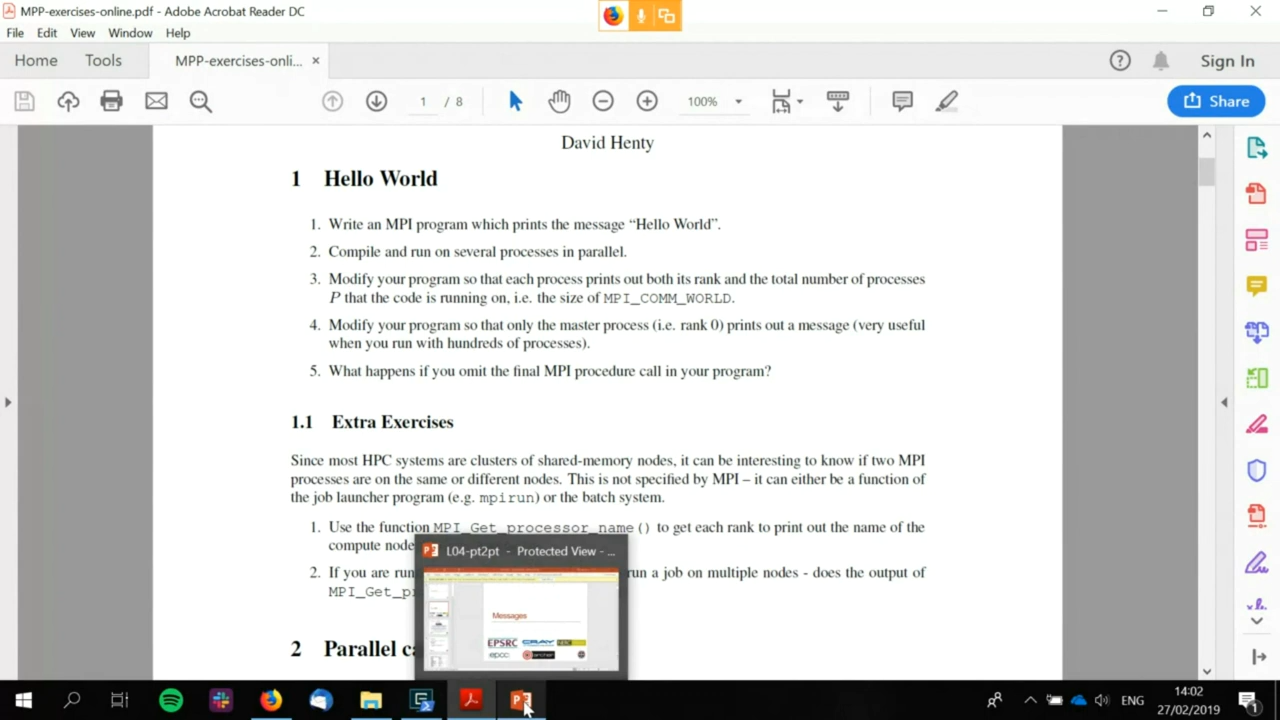 MPP-exercises-online.pdf - Adobe Acrobat Reader DC
File Edit View Window Help
Home Tools MPP-exercises-onli... × Sign In
1 / 8 100% Share
David Henty
1 Hello World
1. Write an MPI program which prints the message “Hello World”.
2. Compile and run on several processes in parallel.
3. Modify your program so that each process prints out both its rank and the total number of processes
P that the code is running on, i.e. the size of MPI_COMM_WORLD.
4. Modify your program so that only the master process (i.e. rank 0) prints out a message (very useful
when you run with hundreds of processes).
5. What happens if you omit the final MPI procedure call in your program?
1.1 Extra Exercises
Since most HPC systems are clusters of shared-memory nodes, it can be interesting to know if two MPI
processes are on the same or different nodes. This is not specified by MPI – it can either be a function of
the job launcher program (e.g. mpirun) or the batch system.
1. Use the function MPI_Get_processor_name() to get each rank to print out the name of the
compute node
L04-pt2pt - Protected View - ...
2. If you are run run a job on multiple nodes - does the output of
MPI_Get_p
Messages
EPSRC CRAY
epcc archer
2 Parallel ca
ENG
14:02
27/02/2019
1